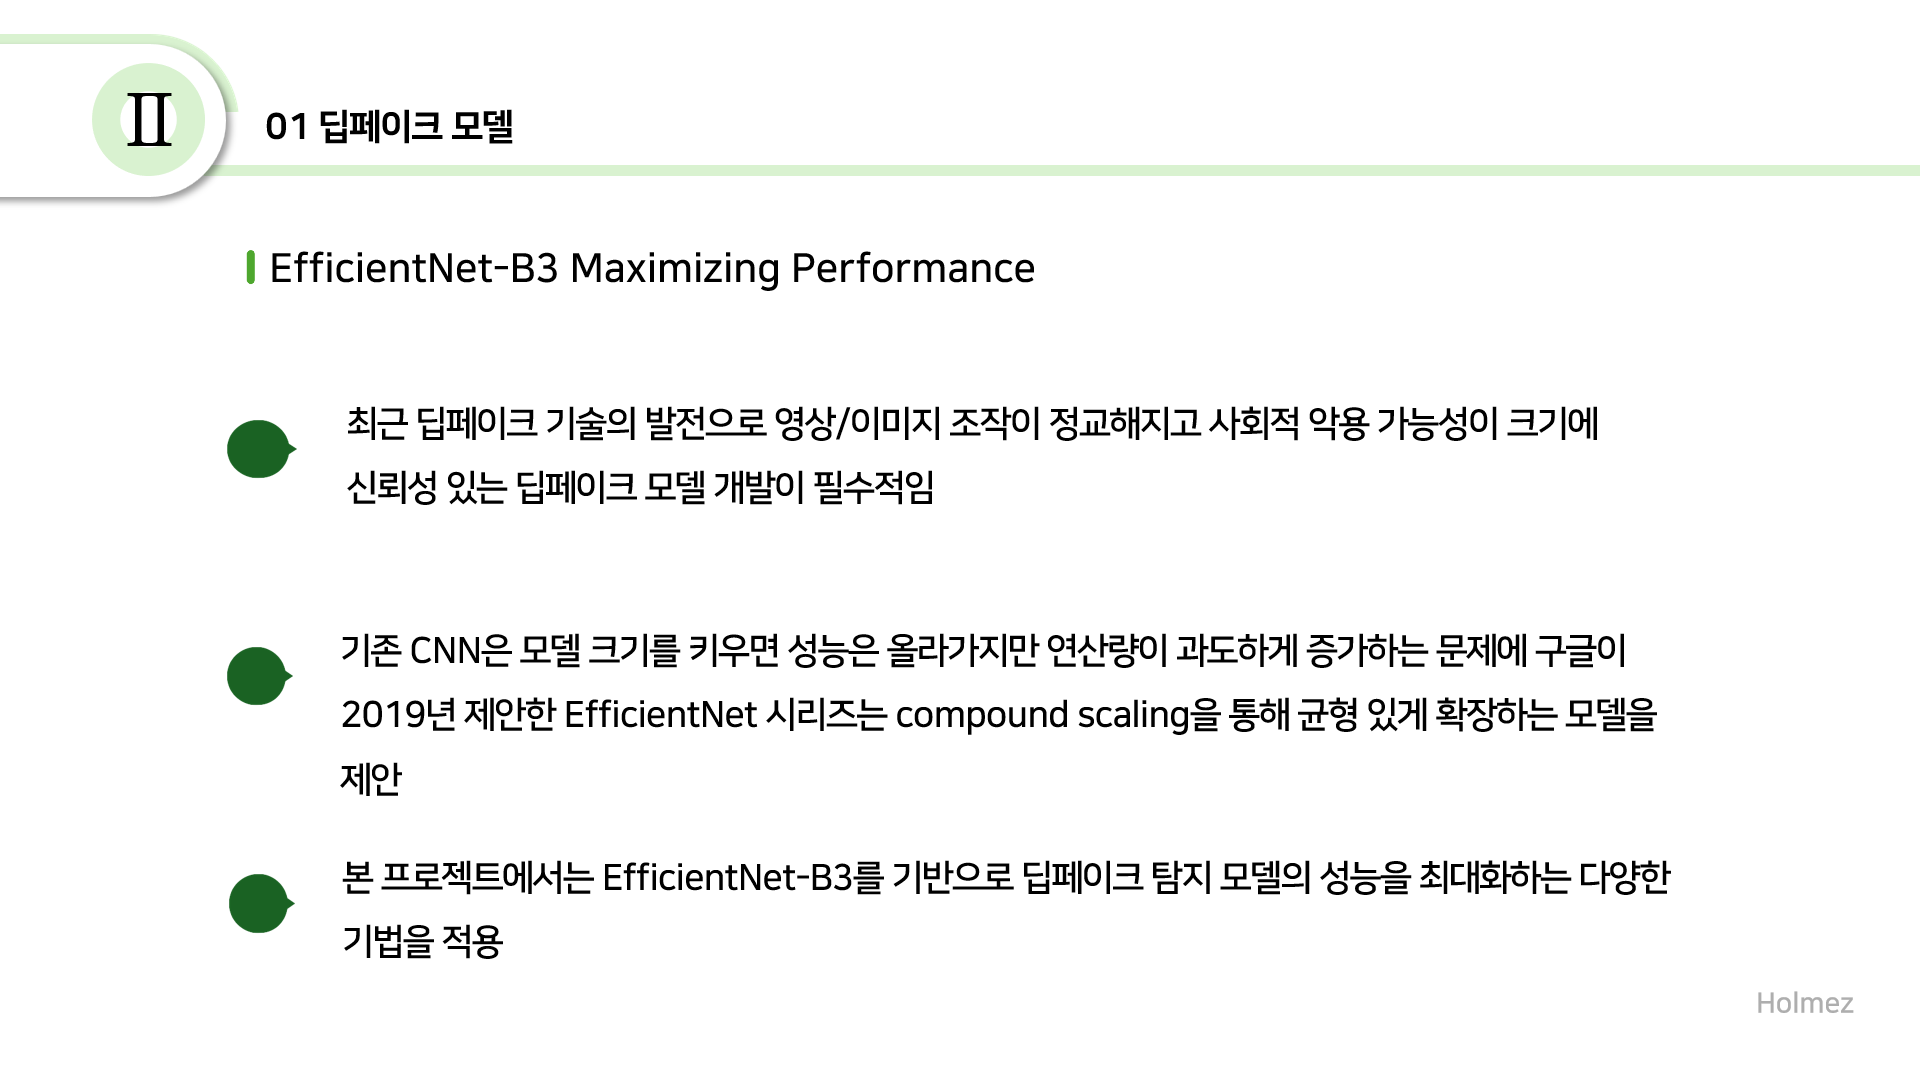 Ⅱ
01 딥페이크 모델
EfficientNet-B3 Maximizing Performance
최근 딥페이크 기술의 발전으로 영상/이미지 조작이 정교해지고 사회적 악용 가능성이 크기에
신뢰성 있는 딥페이크 모델 개발이 필수적임
기존 CNN은 모델 크기를 키우면 성능은 올라가지만 연산량이 과도하게 증가하는 문제에 구글이
2019년 제안한 EfficientNet 시리즈는 compound scaling을 통해 균형 있게 확장하는 모델을
제안
본 프로젝트에서는 EfficientNet-B3를 기반으로 딥페이크 탐지 모델의 성능을 최대화하는 다양한
기법을 적용
Holmez